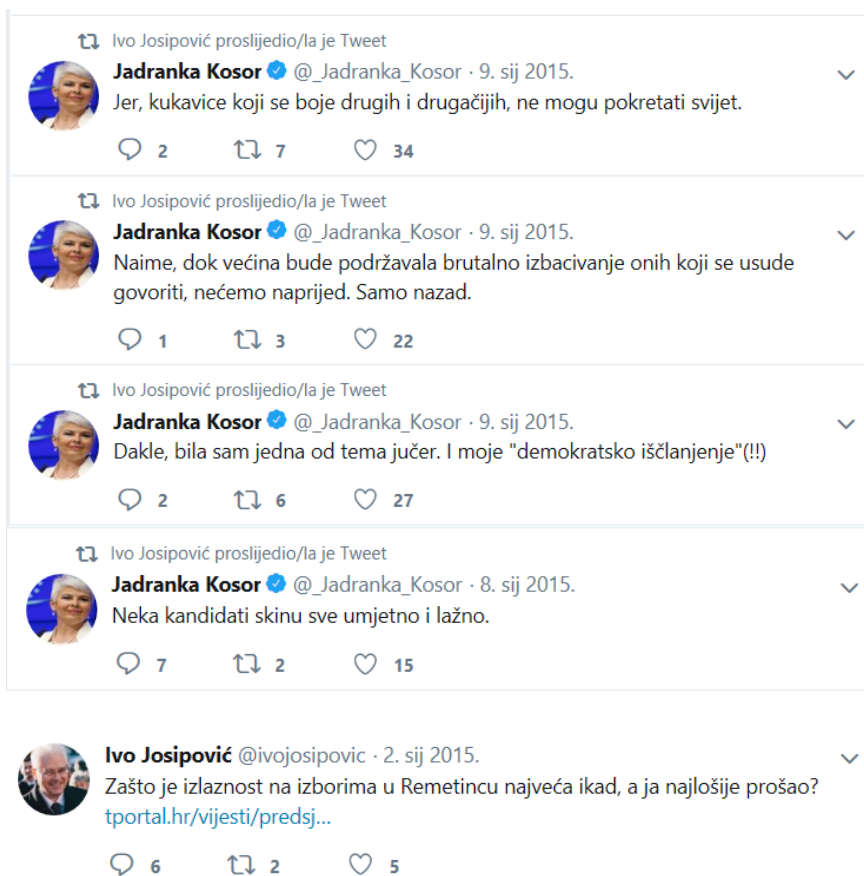 Ivo Josipović proslijedio/la je Tweet
Jadranka Kosor @_Jadranka_Kosor · 9. sij 2015.
Jer, kukavice koji se boje drugih i drugačijih, ne mogu pokretati svijet.
2 7 34
Ivo Josipović proslijedio/la je Tweet
Jadranka Kosor @_Jadranka_Kosor · 9. sij 2015.
Naime, dok većina bude podržavala brutalno izbacivanje onih koji se usude
govoriti, nećemo naprijed. Samo nazad.
1 3 22
Ivo Josipović proslijedio/la je Tweet
Jadranka Kosor @_Jadranka_Kosor · 9. sij 2015.
Dakle, bila sam jedna od tema jučer. I moje "demokratsko iščlanjenje"(!!)
2 6 27
Ivo Josipović proslijedio/la je Tweet
Jadranka Kosor @_Jadranka_Kosor · 8. sij 2015.
Neka kandidati skinu sve umjetno i lažno.
7 2 15
Ivo Josipović @ivojosipovic · 2. sij 2015.
Zašto je izlaznost na izborima u Remetincu najveća ikad, a ja najlošije prošao?
tportal.hr/vijesti/predsj...
6 2 5